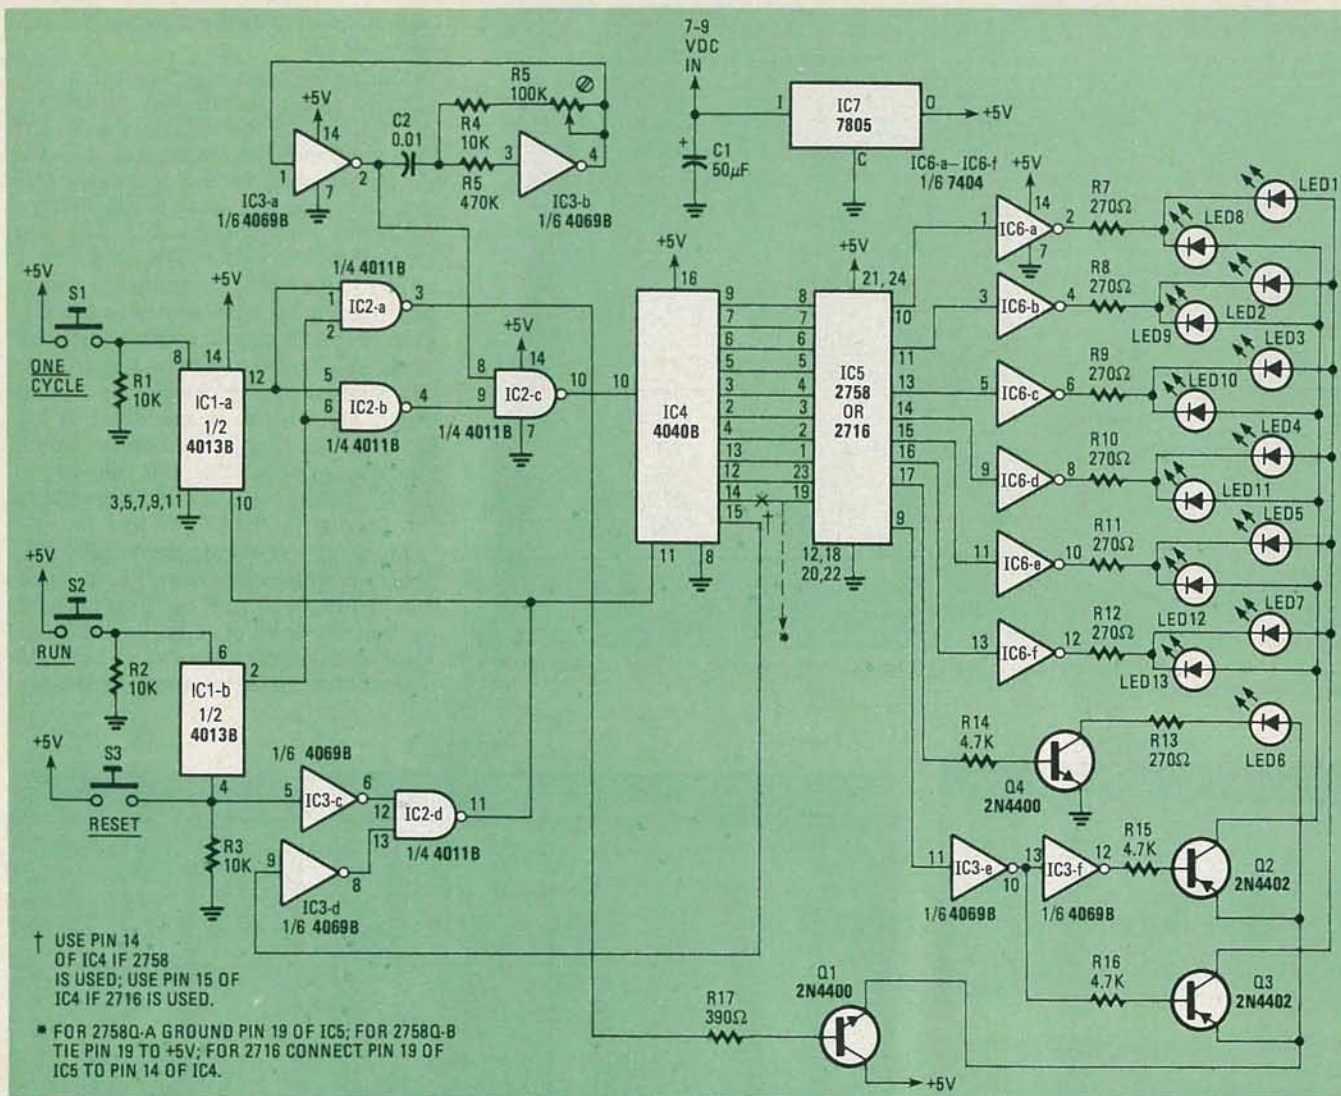 7-9
VDC
IN
+5V
14
1
7
2
IC3-a
1/6 4069B
C2
0.01
R5
100K
R4
10K
R5
470K
3
4
IC3-b
1/6 4069B
+
C1
50µF
I
IC7
7805
O
+5V
C
IC6-a—IC6-f
1/6 7404
+5V
14
1
IC6-a
2
7
R7
270Ω
LED1
LED8
3
IC6-b
4
R8
270Ω
LED2
LED9
5
IC6-c
6
R9
270Ω
LED3
LED10
9
IC6-d
8
R10
270Ω
LED4
LED11
11
IC6-e
10
R11
270Ω
LED5
LED12
13
IC6-f
12
R12
270Ω
LED7
LED13
+5V
S1
ONE
CYCLE
R1
10K
+5V
8
14
12
IC1-a
1/2
4013B
3,5,7,9,11
10
1/4 4011B
1
2
IC2-a
3
5
6
IC2-b
4
1/4 4011B
+5V
14
8
9
IC2-c
10
7
1/4 4011B
+5V
16
10
IC4
4040B
11
8
9
7
6
5
3
2
4
13
12
14
15
8
7
6
5
4
3
2
1
23
19
†
*
+5V
21, 24
IC5
2758
OR
2716
12,18
20,22
10
11
13
14
15
16
17
9
+5V
S2
RUN
R2
10K
6
2
IC1-b
1/2
4013B
4
+5V
S3
RESET
R3
10K
1/6 4069B
5
IC3-c
6
9
IC3-d
8
1/6 4069B
12
13
IC2-d
11
1/4 4011B
R14
4.7K
Q4
2N4400
R13
270Ω
LED6
11
IC3-e
10
1/6 4069B
13
IC3-f
12
1/6 4069B
R15
4.7K
Q2
2N4402
R16
4.7K
Q3
2N4402
R17
390Ω
Q1
2N4400
+5V
† USE PIN 14
OF IC4 IF 2758
IS USED; USE PIN 15 OF
IC4 IF 2716 IS USED.
* FOR 2758Q-A GROUND PIN 19 OF IC5; FOR 2758Q-B
TIE PIN 19 TO +5V; FOR 2716 CONNECT PIN 19 OF
IC5 TO PIN 14 OF IC4.